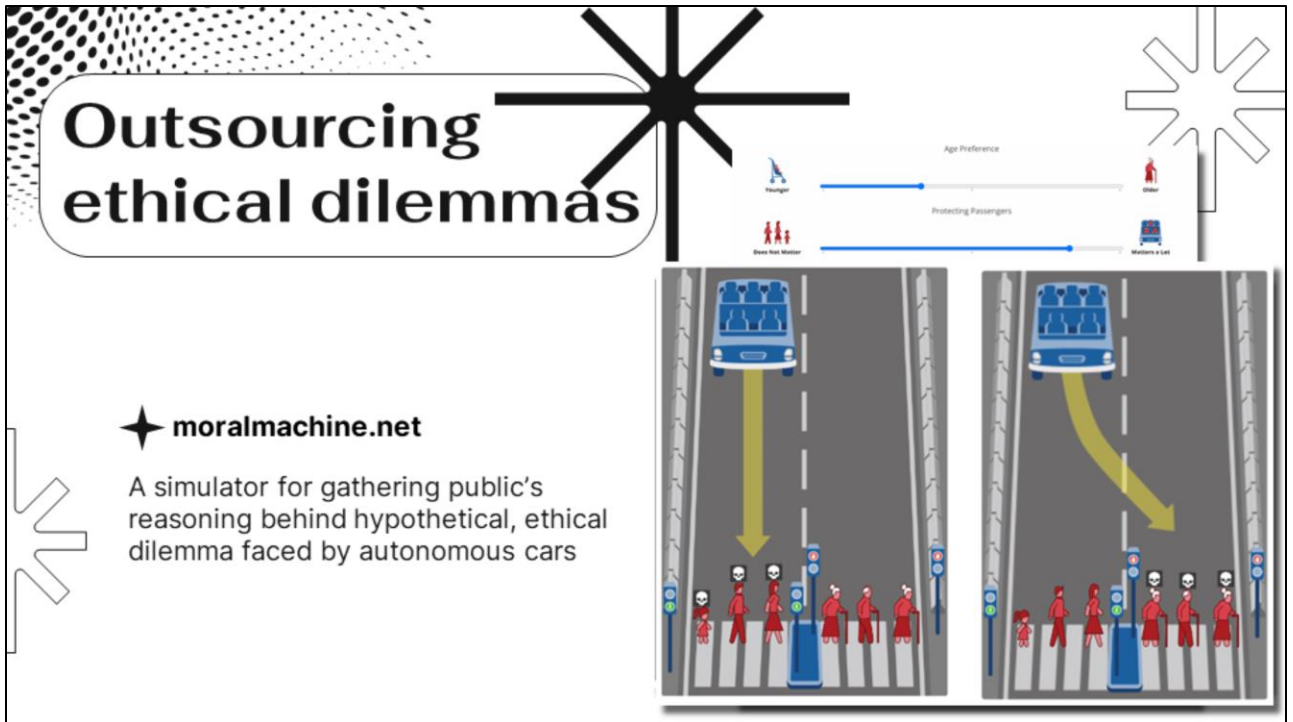 Outsourcing
ethical dilemmas
Age Preference
Younger
Older
Protecting Passengers
Does Not Matter
Matters a Lot
moralmachine.net
A simulator for gathering public’s
reasoning behind hypothetical, ethical
dilemma faced by autonomous cars